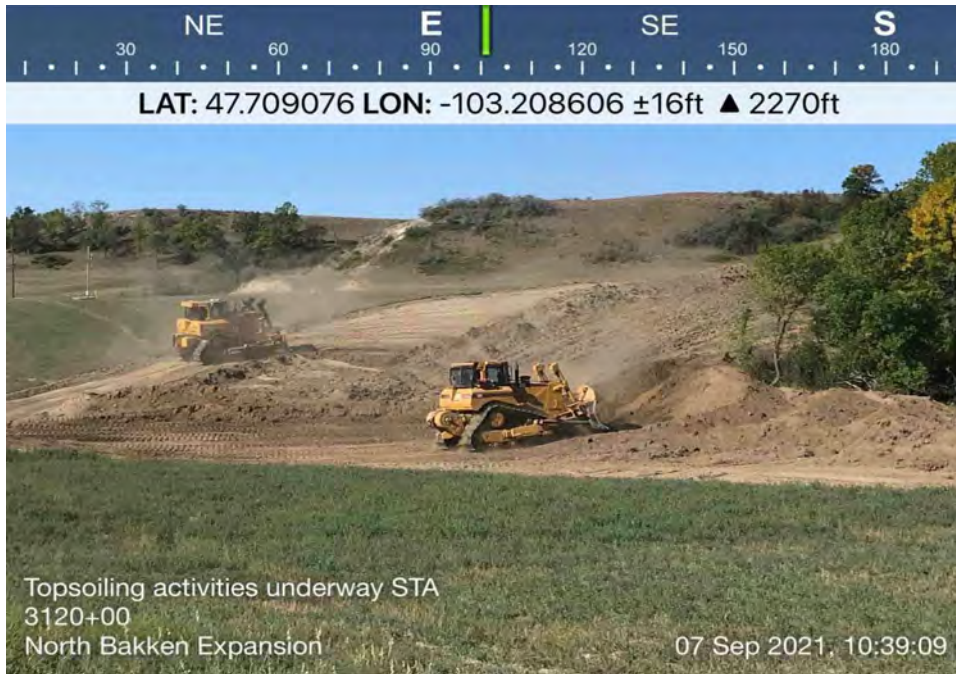 NE E SE S
30 60 90 120 150 180
LAT: 47.709076 LON: -103.208606 ±16ft ▲ 2270ft
Topsoiling activities underway STA
3120+00
North Bakken Expansion
07 Sep 2021, 10:39:09